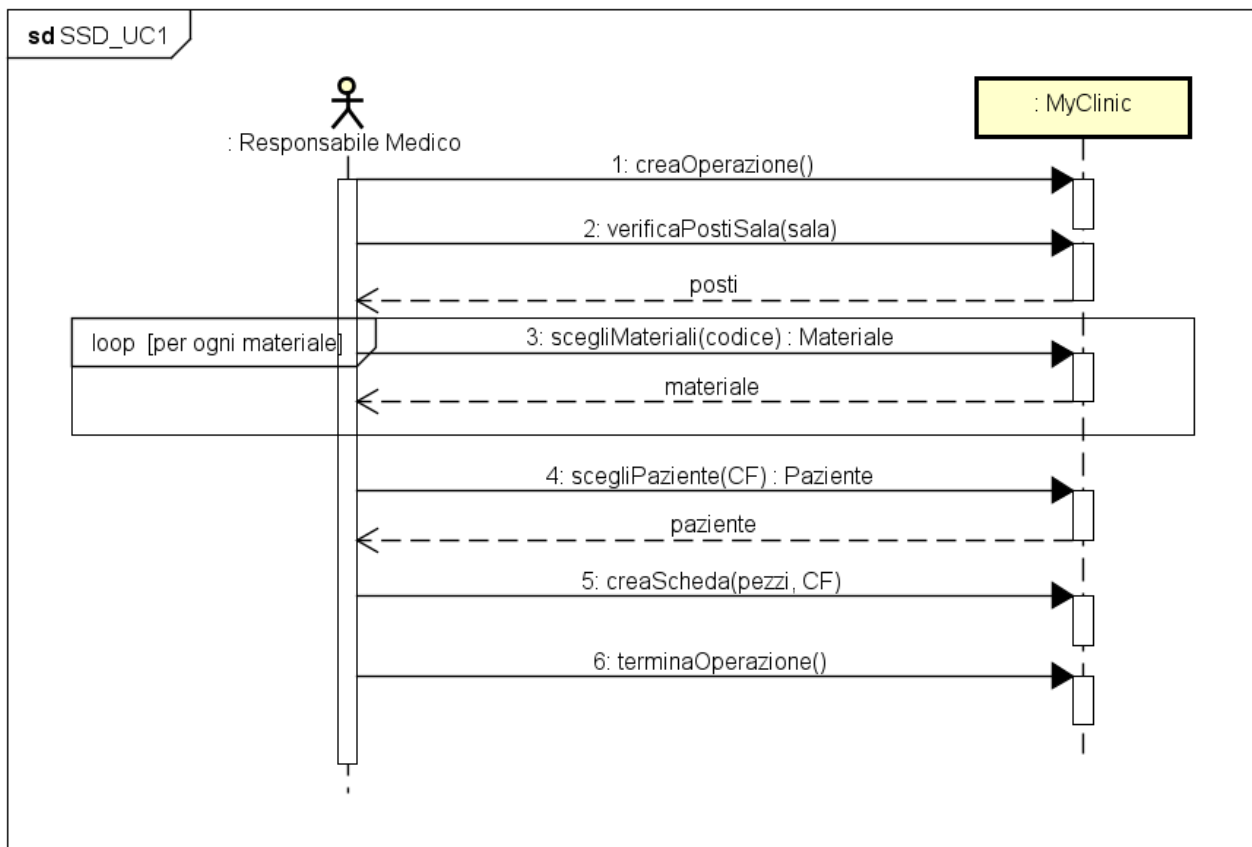 sd SSD_UC1
: Responsabile Medico
: MyClinic
1: creaOperazione()
2: verificaPostiSala(sala)
posti
loop [per ogni materiale]
3: scegliMateriali(codice) : Materiale
materiale
4: scegliPaziente(CF) : Paziente
paziente
5: creaScheda(pezzi, CF)
6: terminaOperazione()